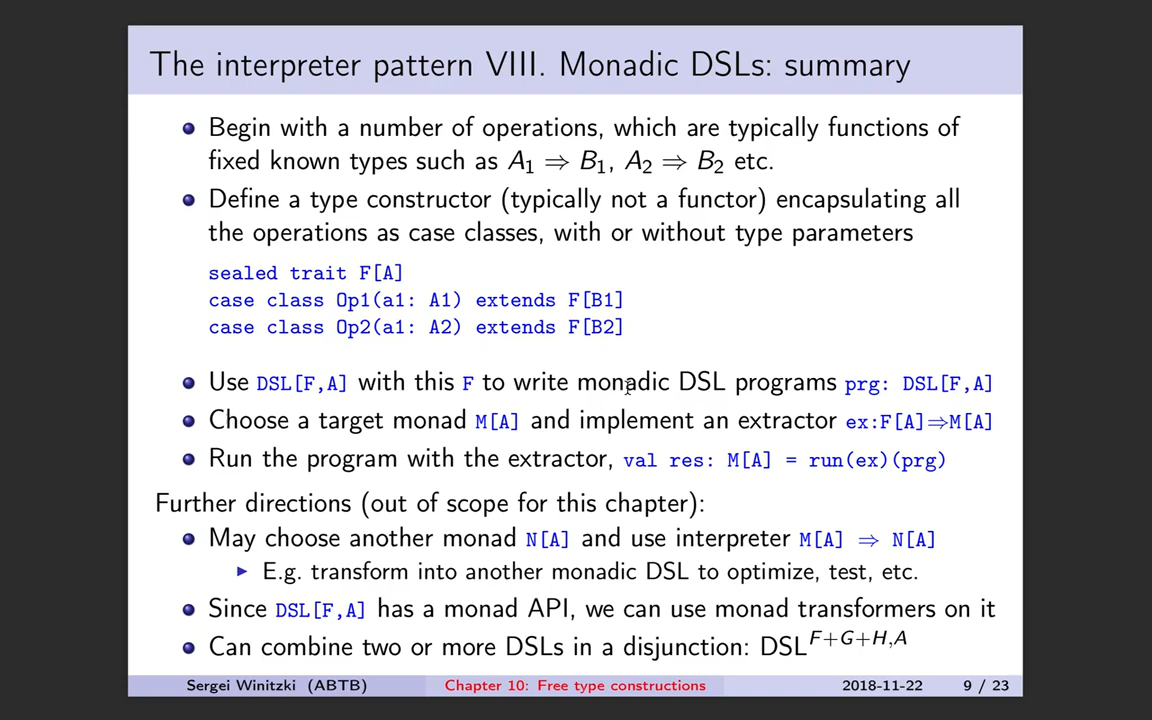 The interpreter pattern VIII. Monadic DSLs: summary
Begin with a number of operations, which are typically functions of
fixed known types such as A₁ ⇒ B₁, A₂ ⇒ B₂ etc.
Define a type constructor (typically not a functor) encapsulating all
the operations as case classes, with or without type parameters
sealed trait F[A]
case class Op1(a1: A1) extends F[B1]
case class Op2(a1: A2) extends F[B2]
Use DSL[F,A] with this F to write monadic DSL programs prg: DSL[F,A]
Choose a target monad M[A] and implement an extractor ex:F[A]⇒M[A]
Run the program with the extractor, val res: M[A] = run(ex)(prg)
Further directions (out of scope for this chapter):
May choose another monad N[A] and use interpreter M[A] ⇒ N[A]
E.g. transform into another monadic DSL to optimize, test, etc.
Since DSL[F,A] has a monad API, we can use monad transformers on it
Can combine two or more DSLs in a disjunction: DSL^F+G+H,A
Sergei Winitzki (ABTB) Chapter 10: Free type constructions 2018-11-22 9 / 23